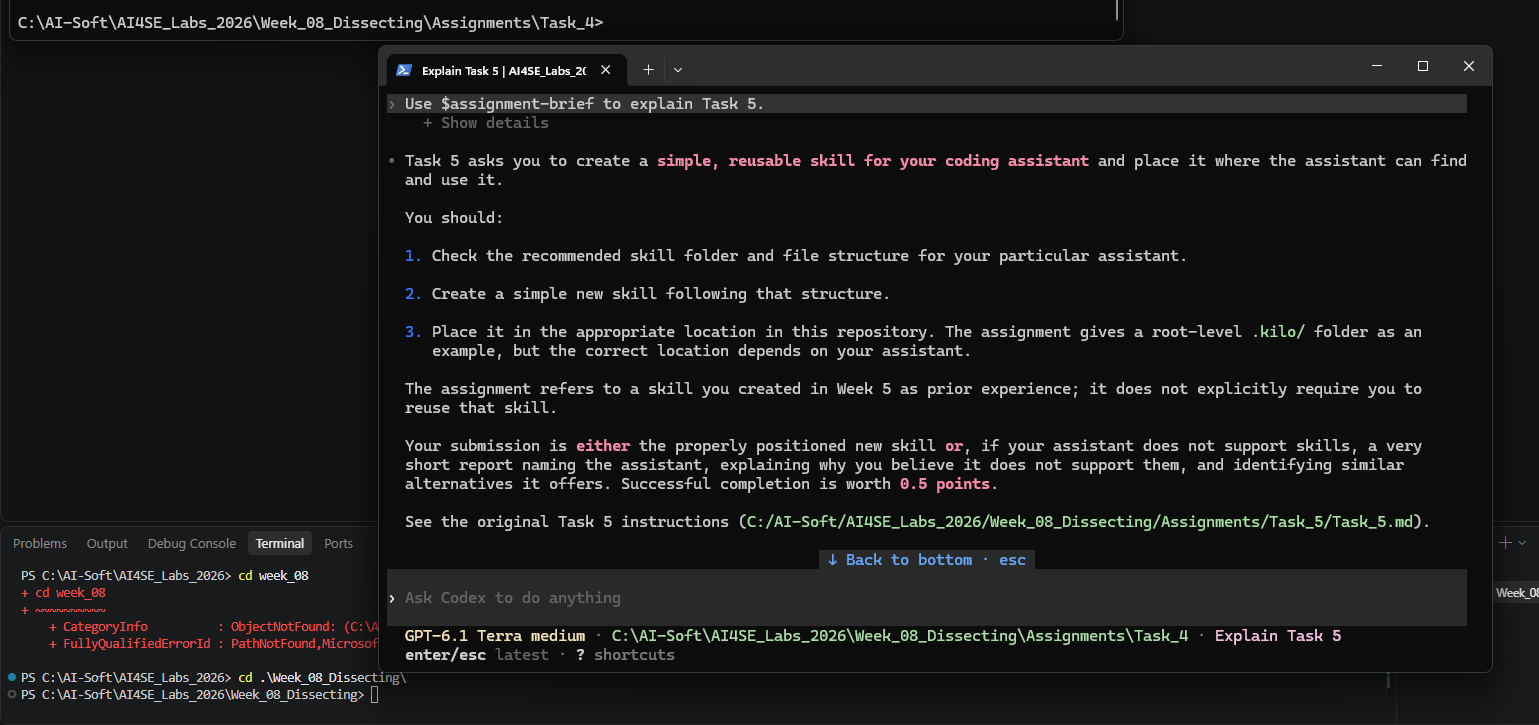 C:\AI-Soft\AI4SE_Labs_2026\Week_08_Dissecting\Assignments\Task_4>
Explain Task 5 | AI4SE_Labs_20
› Use $assignment-brief to explain Task 5.
+ Show details
• Task 5 asks you to create a simple, reusable skill for your coding assistant and place it where the assistant can find
and use it.
You should:
1. Check the recommended skill folder and file structure for your particular assistant.
2. Create a simple new skill following that structure.
3. Place it in the appropriate location in this repository. The assignment gives a root-level .kilo/ folder as an
example, but the correct location depends on your assistant.
The assignment refers to a skill you created in Week 5 as prior experience; it does not explicitly require you to
reuse that skill.
Your submission is either the properly positioned new skill or, if your assistant does not support skills, a very
short report naming the assistant, explaining why you believe it does not support them, and identifying similar
alternatives it offers. Successful completion is worth 0.5 points.
See the original Task 5 instructions (C:/AI-Soft/AI4SE_Labs_2026/Week_08_Dissecting/Assignments/Task_5/Task_5.md).
↓ Back to bottom · esc
› Ask Codex to do anything
GPT-6.1 Terra medium · C:\AI-Soft\AI4SE_Labs_2026\Week_08_Dissecting\Assignments\Task_4 · Explain Task 5
enter/esc latest · ? shortcuts
Problems Output Debug Console Terminal Ports
PS C:\AI-Soft\AI4SE_Labs_2026> cd week_08
+ cd week_08
+ ~~~~~~~~~~
+ CategoryInfo : ObjectNotFound: (C:\A
+ FullyQualifiedErrorId : PathNotFound,Microsof
PS C:\AI-Soft\AI4SE_Labs_2026> cd .\Week_08_Dissecting\
PS C:\AI-Soft\AI4SE_Labs_2026\Week_08_Dissecting>
Week_08